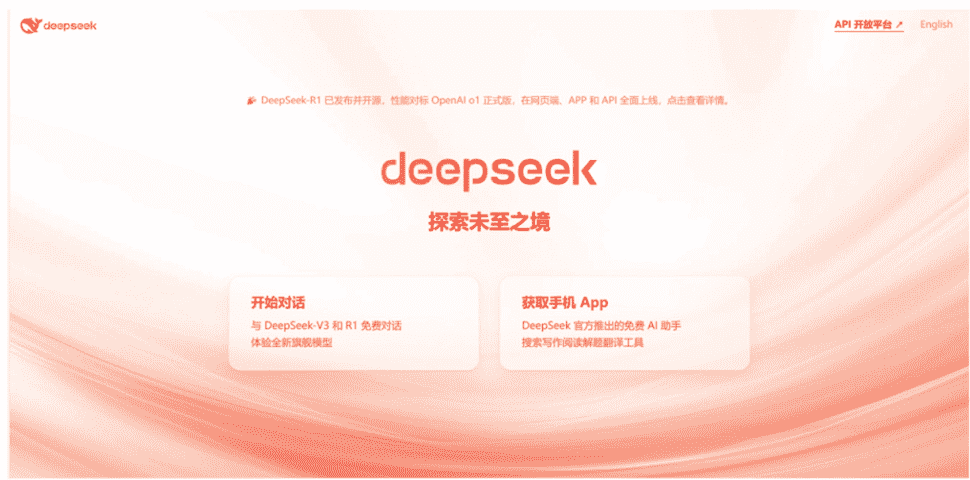 deepseek
API 开放平台 ↗ English
DeepSeek-R1 已发布并开源，性能对标 OpenAI o1 正式版，在网页端、APP 和 API 全面上线，点击查看详情。
deepseek
探索未至之境
开始对话
与 DeepSeek-V3 和 R1 免费对话
体验全新旗舰模型
获取手机 App
DeepSeek 官方推出的免费 AI 助手
搜索写作阅读解题翻译工具